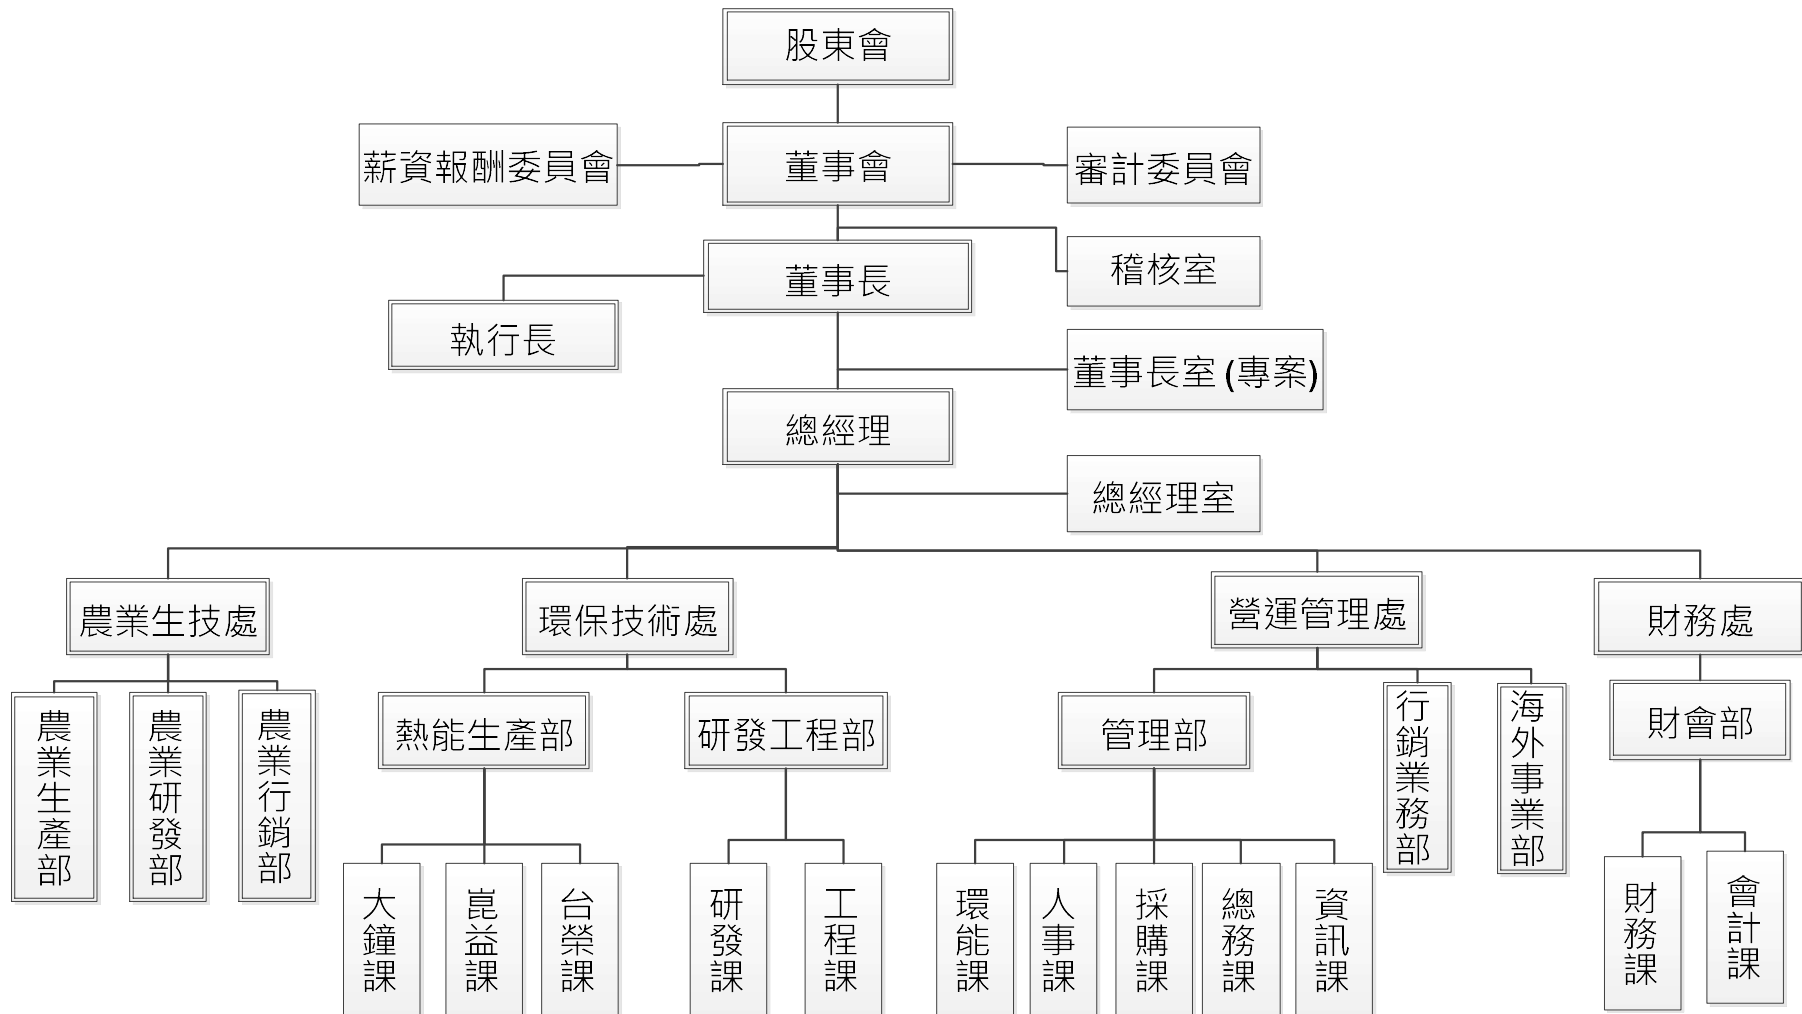 股東會
薪資報酬委員會
董事會
審計委員會
董事長
稽核室
執行長
董事長室(專案)
總經理
總經理室
農業生技處
環保技術處
營運管理處
財務處
農業生產部
農業研發部
農業行銷部
熱能生產部
研發工程部
管理部
行銷業務部
海外事業部
財會部
大鐘課
崑益課
台榮課
研發課
工程課
環能課
人事課
採購課
總務課
資訊課
財務課
會計課